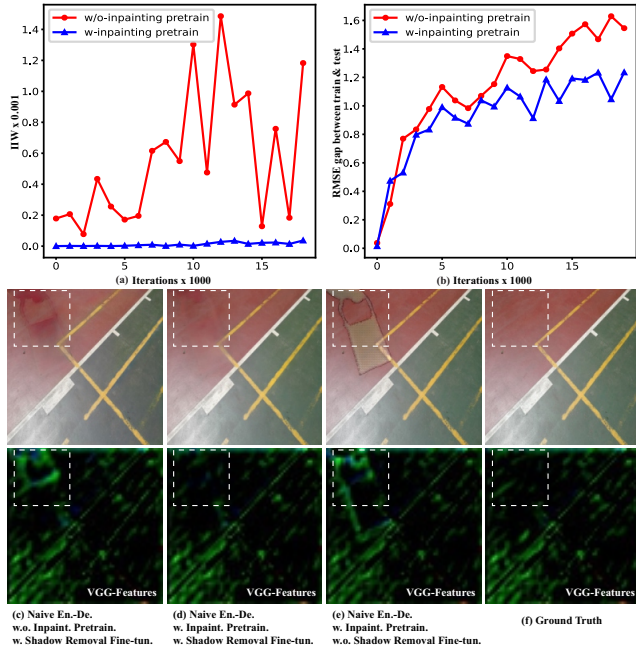 w/o-inpainting pretrain
w-inpainting pretrain
1.4
1.2
1.0
0.8
0.6
0.4
0.2
0.0
IIW x 0.001
0
5
10
15
(a) Iterations x 1000
w/o-inpainting pretrain
w-inpainting pretrain
1.6
1.4
1.2
1.0
0.8
0.6
0.4
0.2
0.0
RMSE gap between train & test
0
5
10
15
(b) Iterations x 1000
VGG-Features
VGG-Features
VGG-Features
VGG-Features
(c) Naive En.-De.
w.o. Inpaint. Pretrain.
w. Shadow Removal Fine-tun.
(d) Naive En.-De.
w. Inpaint. Pretrain.
w. Shadow Removal Fine-tun.
(e) Naive En.-De.
w. Inpaint. Pretrain.
w.o. Shadow Removal Fine-tun.
(f) Ground Truth